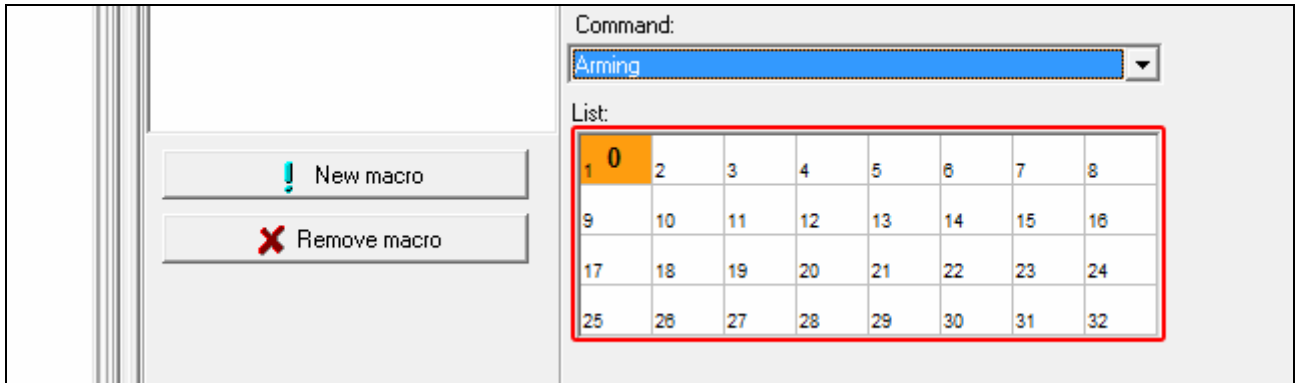 Command:
Arming
List:
1 0 2 3 4 5 6 7 8
New macro
9 10 11 12 13 14 15 16
Remove macro
17 18 19 20 21 22 23 24
25 26 27 28 29 30 31 32